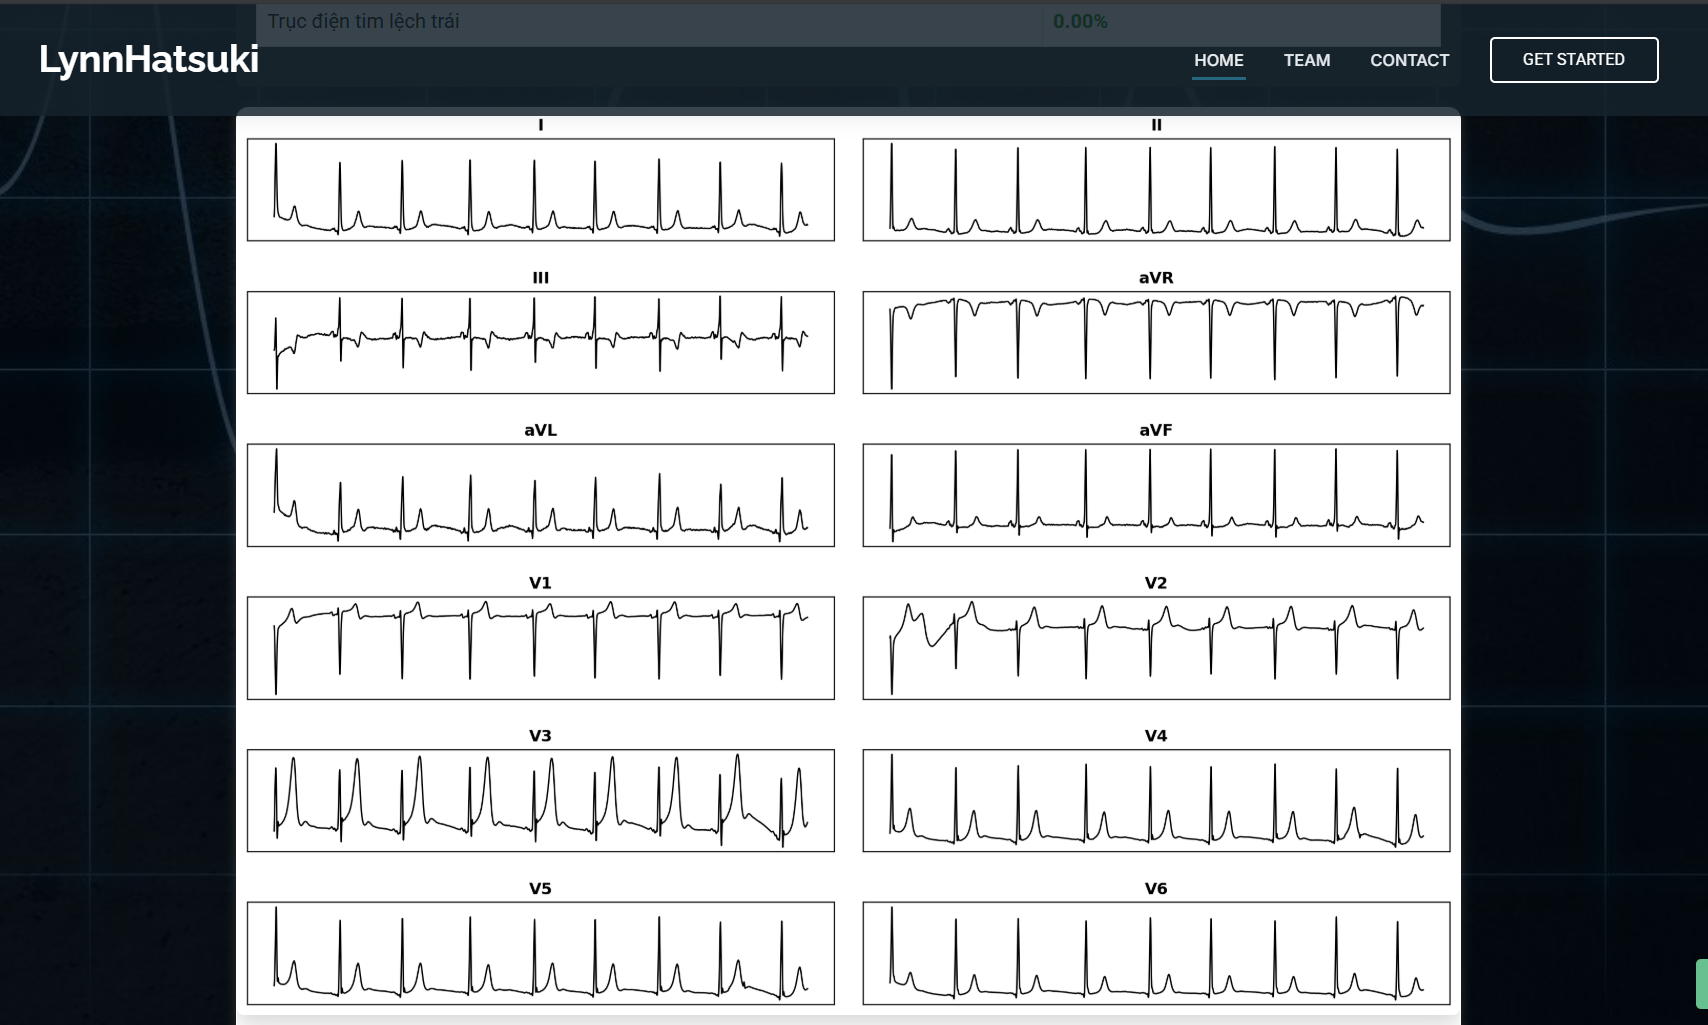 Trục điện tim lệch trái 0.00%
LynnHatsuki HOME TEAM CONTACT GET STARTED
I II
III aVR
aVL aVF
V1 V2
V3 V4
V5 V6